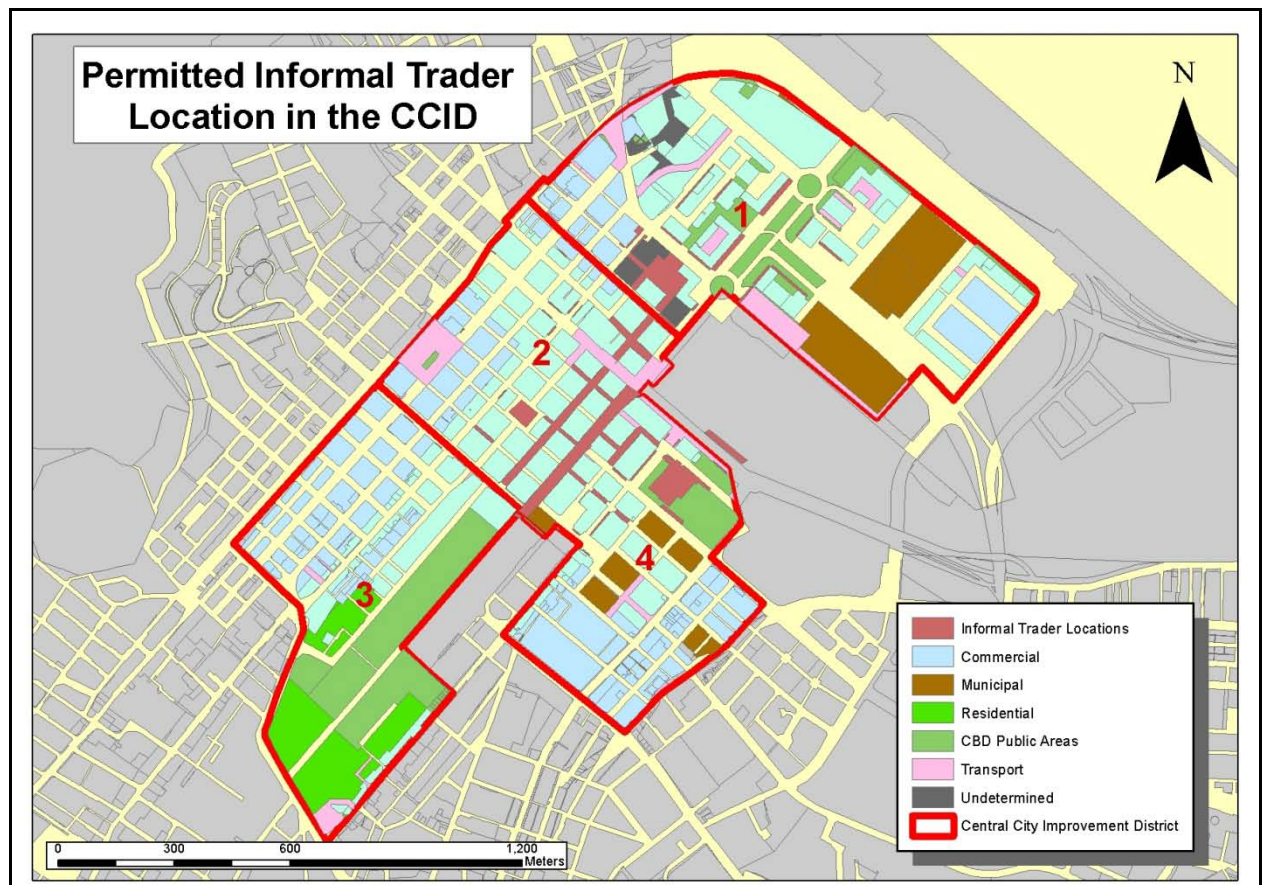 Permitted Informal Trader
Location in the CCID
N
1
2
3
4
Informal Trader Locations
Commercial
Municipal
Residential
CBD Public Areas
Transport
Undetermined
Central City Improvement District
0 300 600 1,200
Meters